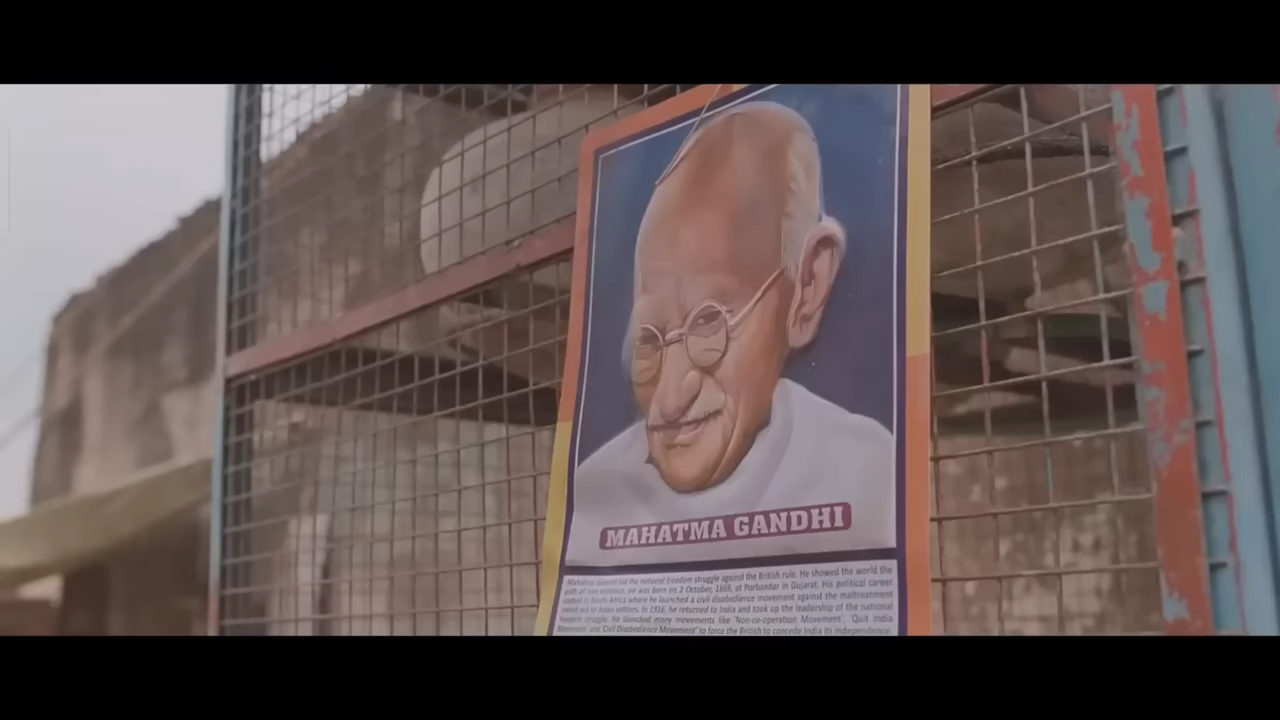 MAHATMA GANDHI
Mahatma Gandhi led the national freedom struggle against the British rule. He showed the world the
path of non violence. He was born on 2 October, 1869, at Porbandar in Gujarat. His political career
started in South Africa where he launched a civil disobedience movement against the maltreatment
meted out to Asian settlers. In 1916, he returned to India and took up the leadership of the national
freedom struggle. He launched many movements like 'Non-co-operation Movement', 'Quit India
Movement' and 'Civil Disobedience Movement' to force the British to concede India its independence.